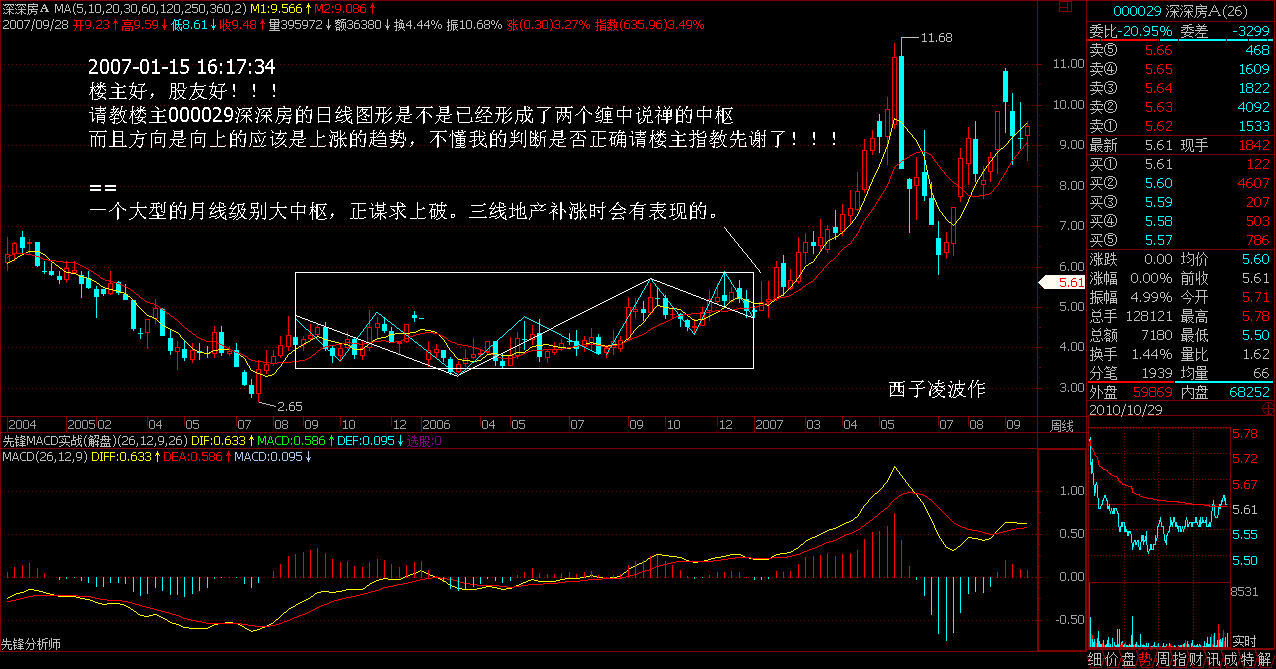 深深房A MA(5,10,20,30,60,120,250,360,2) M1:9.566↑ M2:9.086↑
2007/09/28 开9.23↑高9.59↓低8.61↓收9.48↑量395972↓额36380↓换4.44% 振10.68% 涨(0.30)3.27% 指数(635.96)3.49%
11.68
2007-01-15 16:17:34
楼主好，股友好！！！
请教楼主000029深深房的日线图形是不是已经形成了两个缠中说禅的中枢
而且方向是向上的应该是上涨的趋势，不懂我的判断是否正确请楼主指教先谢了！！！
==
一个大型的月线级别大中枢，正谋求上破。三线地产补涨时会有表现的。
11.00
10.00
9.00
8.00
7.00
6.00
5.61
5.00
4.00
3.00
2.65
西子凌波作
2004 2005 02 04 05 07 08 09 10 12 2006 04 05 07 09 10 12 2007 03 04 05 07 08 09 周线
先锋MACD实战(解盘)(26,12,9,26) DIF:0.633↑ MACD:0.586↑ DEF:0.095↓ 选股:0
MACD(26,12,9) DIFF:0.633↑ DEA:0.586↑ MACD:0.095↓
1.00
0.50
0.00
-0.50
先锋分析师
000029 深深房A(26)
委比-20.95% 委差 -3299
卖⑤ 5.66 468
卖④ 5.65 1609
卖③ 5.64 1822
卖② 5.63 4092
卖① 5.62 1533
最新 5.61 现手 1842
买① 5.61 122
买② 5.60 4607
买③ 5.59 207
买④ 5.58 503
买⑤ 5.57 786
涨跌 0.00 均价 5.60
涨幅 0.00% 前收 5.61
振幅 4.99% 今开 5.71
总手 128121 最高 5.78
总额 7180 最低 5.50
换手 1.44% 量比 1.62
分笔 1939 均量 66
外盘 59869 内盘 68252
2010/10/29
5.78
5.72
5.67
5.61
5.55
5.50
8531
实时
细价盘势周指财讯成特解